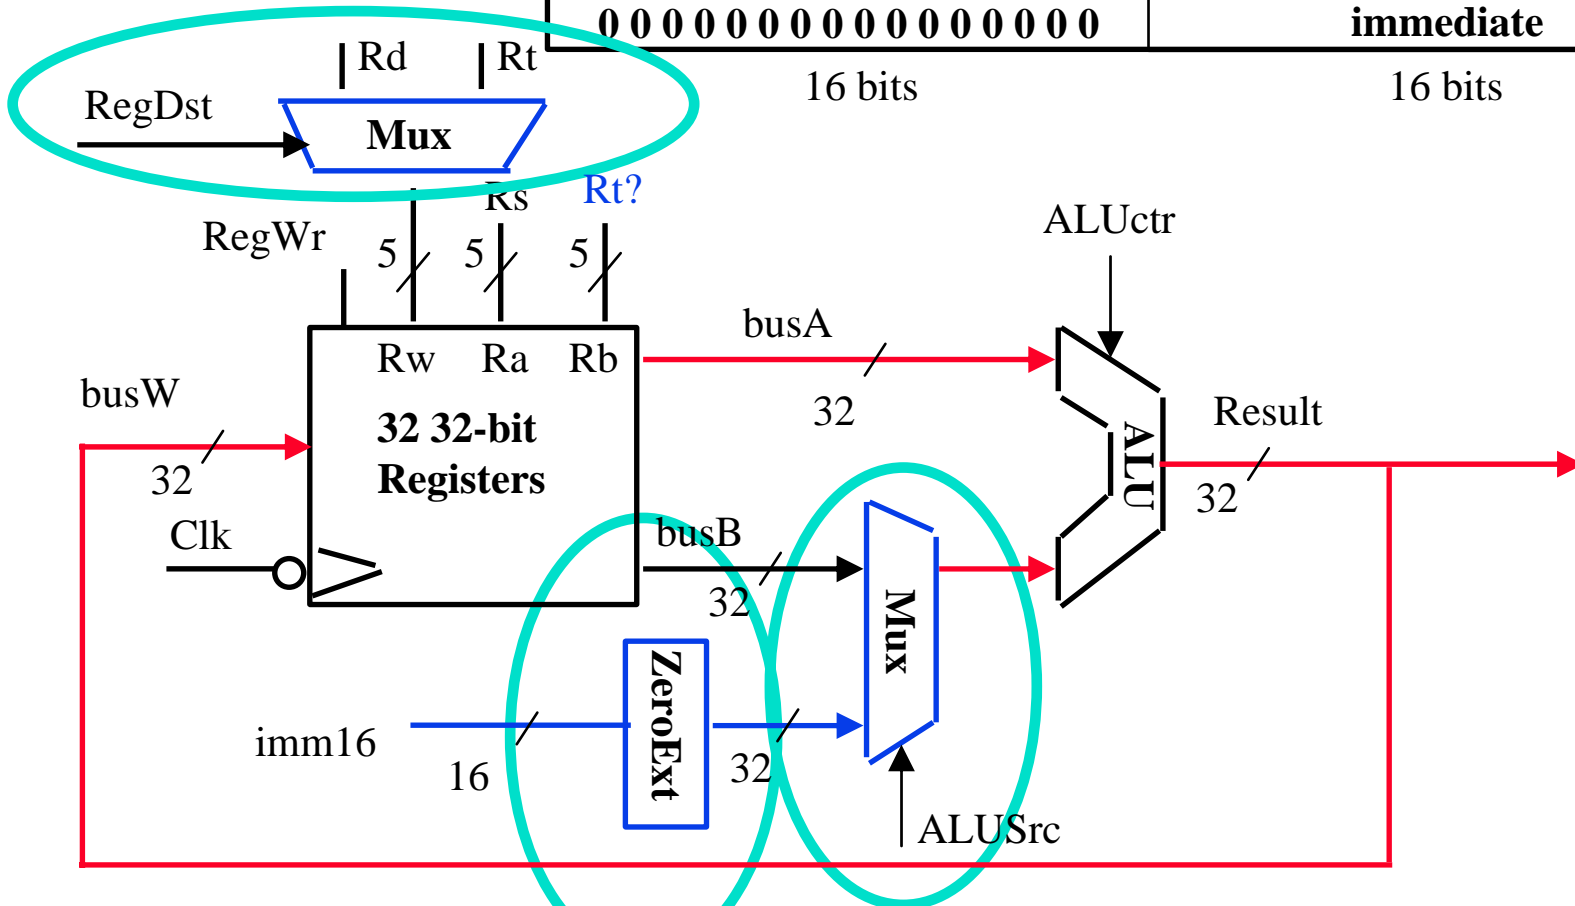 0 0 0 0 0 0 0 0 0 0 0 0 0 0 0 0 immediate
16 bits 16 bits
Rd Rt
RegDst
Mux
Rs Rt?
RegWr 5 5 5
ALUctr
busA
Rw Ra Rb
busW
32
32 32-bit
Registers
Result
ALU
32
32
Clk
busB
32
Mux
ZeroExt
imm16
16
32
ALUSrc